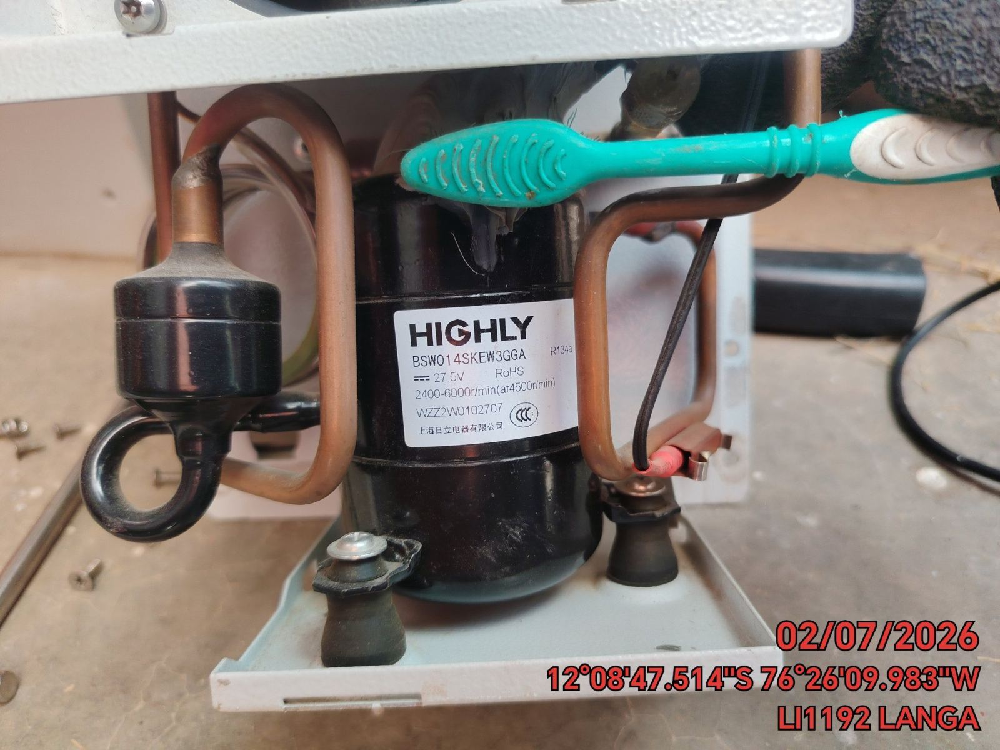 HIGHLY
BSW014SKEW3GGA R134a
27.5V RoHS
2400-6000r/min(at4500r/min)
WZZ2W0102707 CCC S
上海日立电器有限公司
02/07/2026
12°08'47.514"S 76°26'09.983"W
LI1192 LANGA